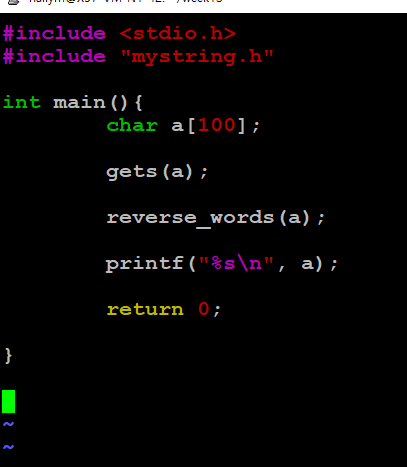 #include <stdio.h>
#include "mystring.h"
int main(){
char a[100];
gets(a);
reverse_words(a);
printf("%s\n", a);
return 0;
}
~
~